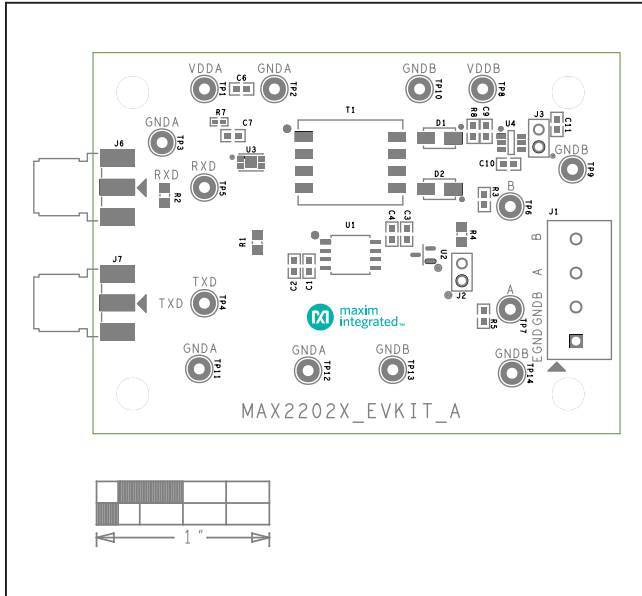 VDDA
GNDA
GNDB
VDDB
TP1
C6
TP2
TP10
TP8
R7
C7
T1
D1
R8
C9
U4
J3
C11
GNDA
TP3
J6
U3
C10
GNDB
TP9
RXD
RXD
R2
TP5
D2
R3
B
TP6
J1
B
A
GNDB
EGND
R1
U1
C4
C3
R4
U2
J2
C2
C1
J7
TXD
TXD
TP4
maxim
integrated™
A
TP7
R5
GNDA
TP11
GNDA
TP12
GNDB
TP13
GNDB
TP14
MAX2202X_EVKIT_A
1 "